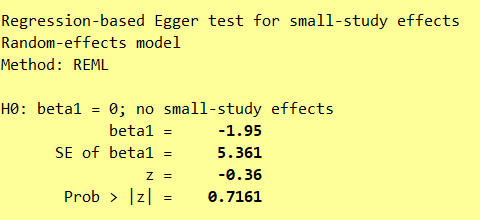 Regression-based Egger test for small-study effects
Random-effects model
Method: REML
H0: beta1 = 0; no small-study effects
beta1 = -1.95
SE of beta1 = 5.361
z = -0.36
Prob > |z| = 0.7161